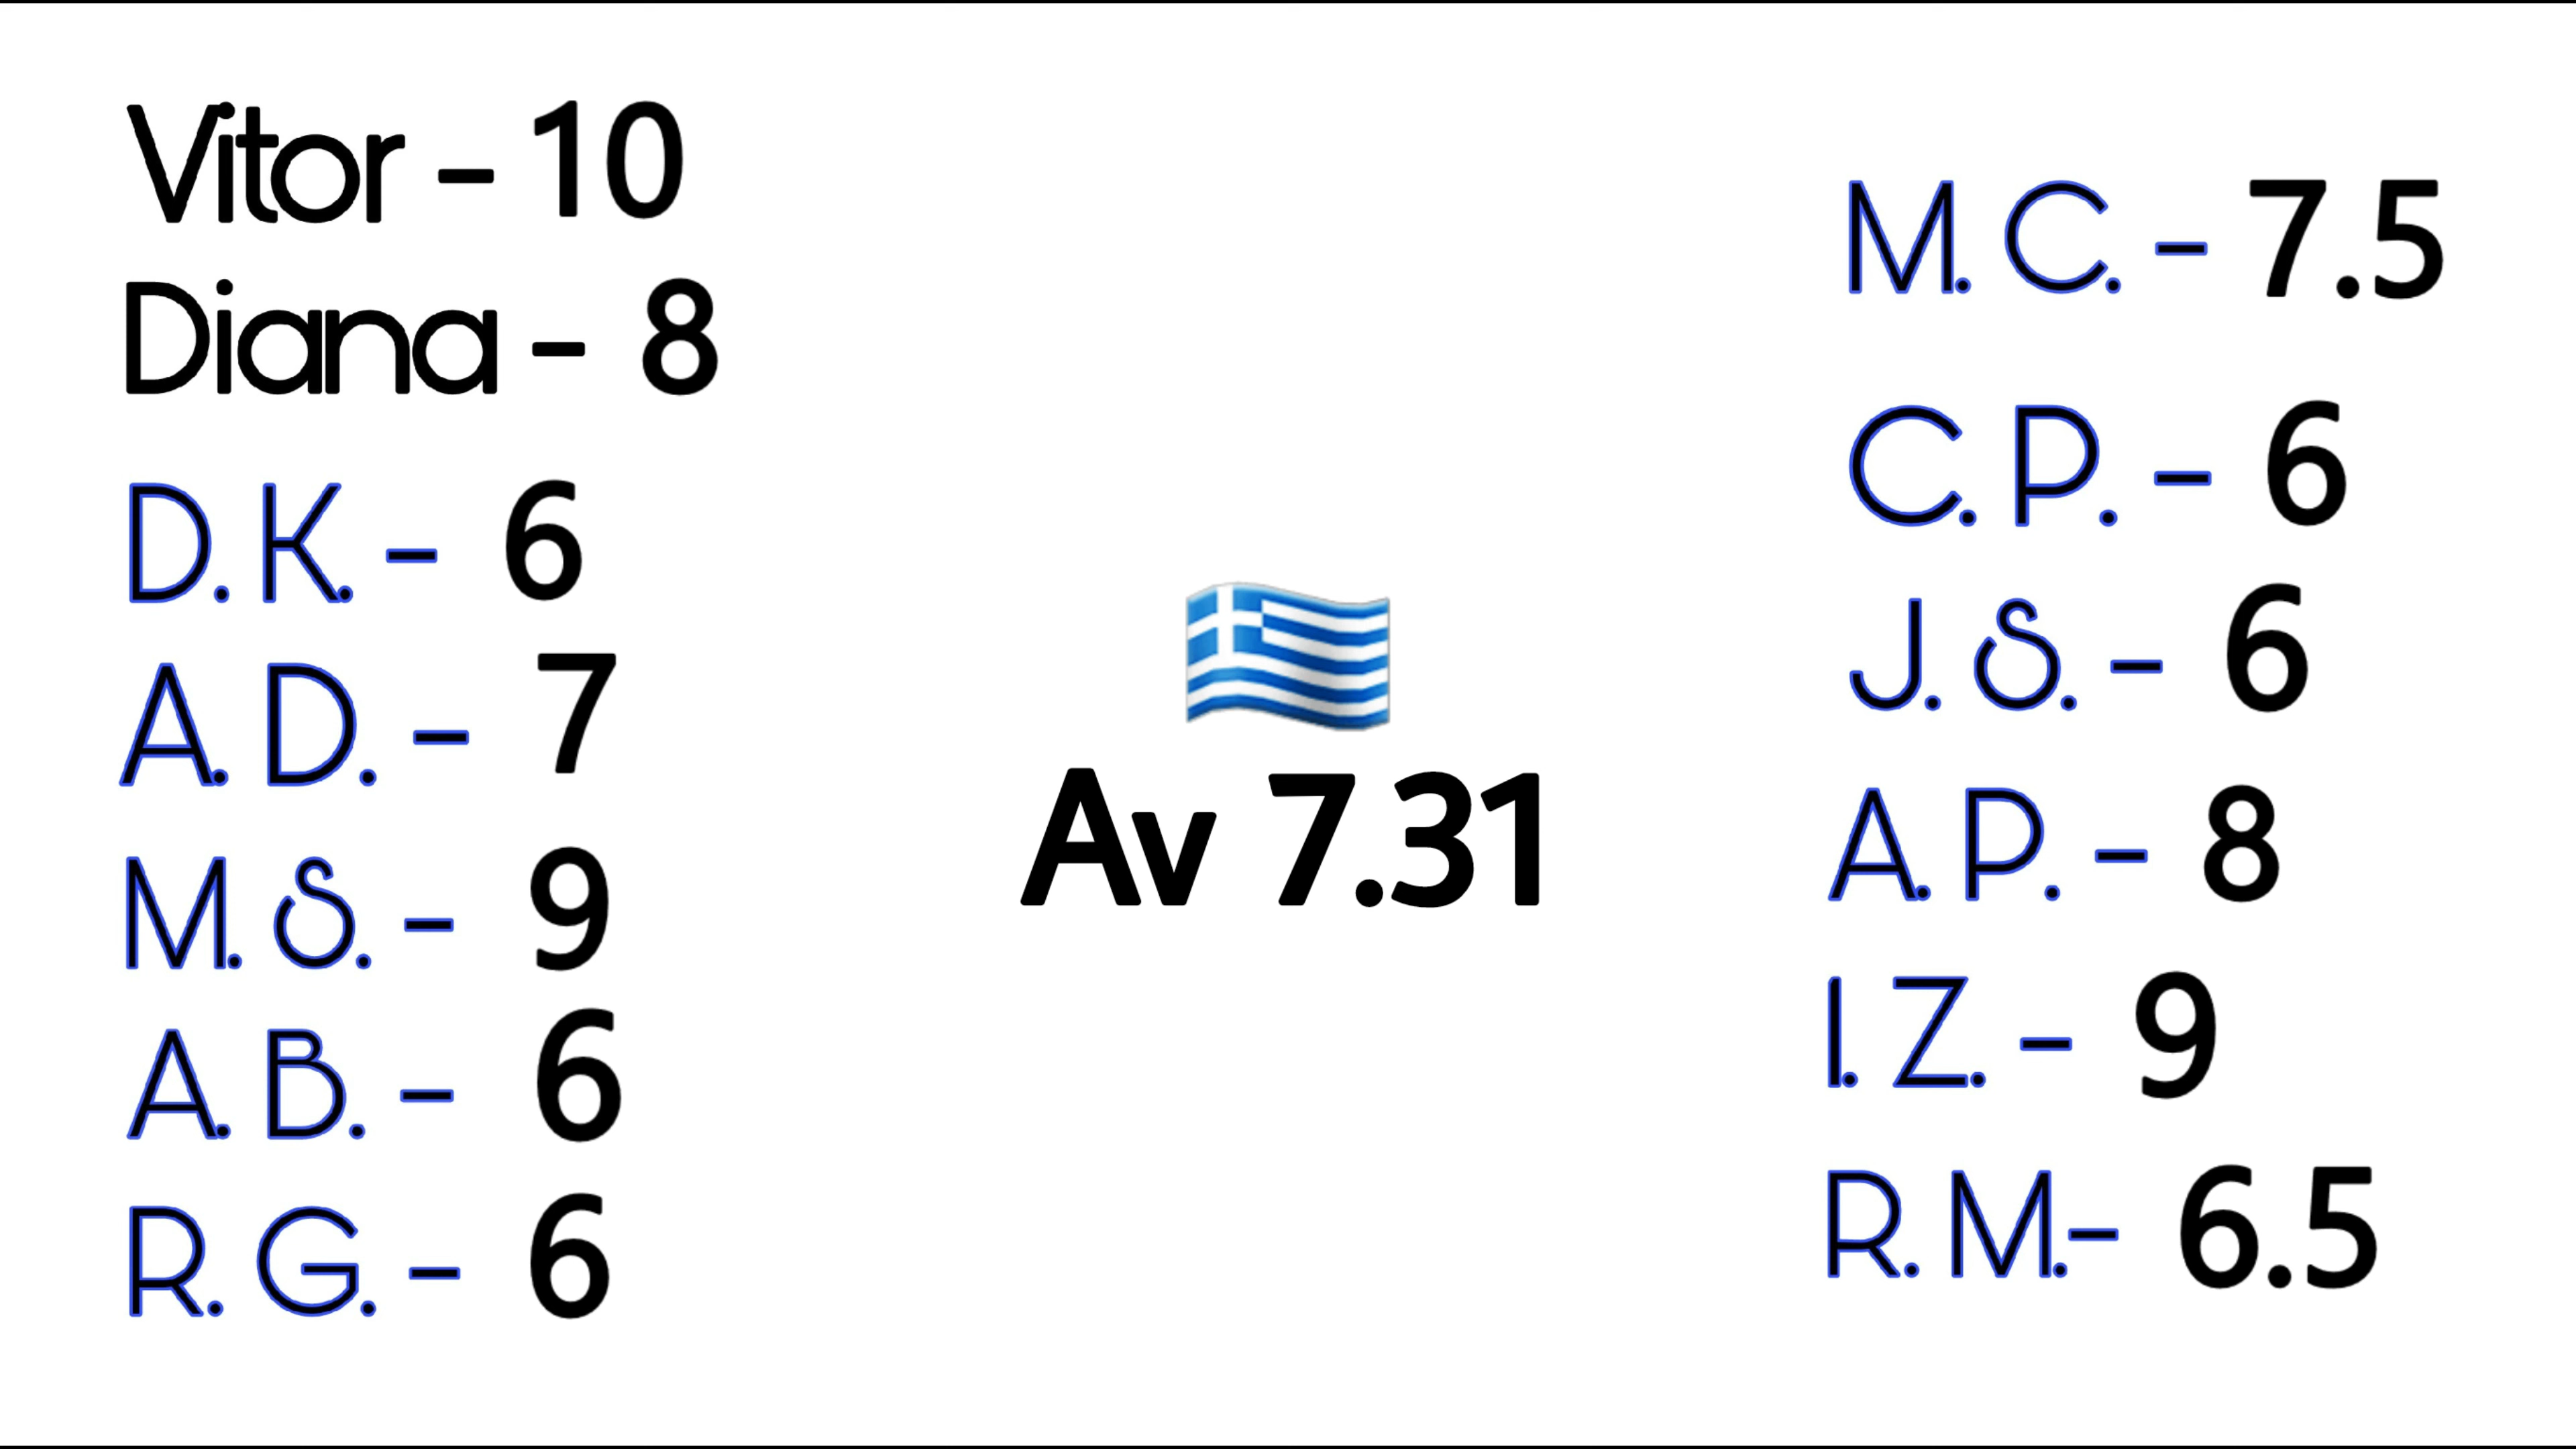 Vitor - 10
Diana - 8
D. K. - 6
A. D. - 7
M. S. - 9
A. B. - 6
R. G. - 6
Av 7.31
M. C. - 7.5
C. P. - 6
J. S. - 6
A. P. - 8
I. Z. - 9
R. M.- 6.5